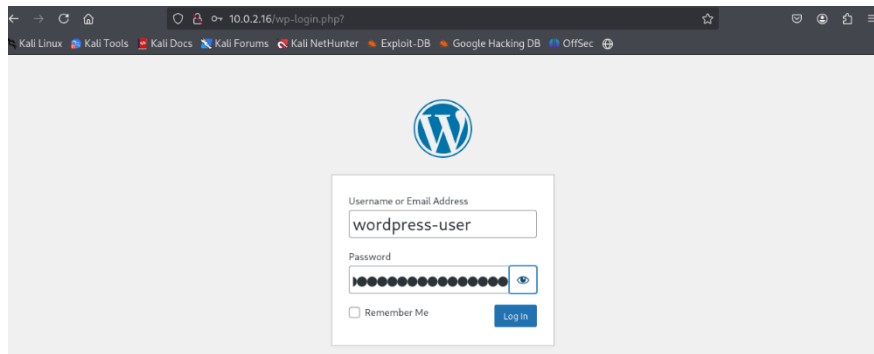 10.0.2.16/wp-login.php?
Kali Linux Kali Tools Kali Docs Kali Forums Kali NetHunter Exploit-DB Google Hacking DB OffSec
Username or Email Address
wordpress-user
Password
Remember Me
Log In